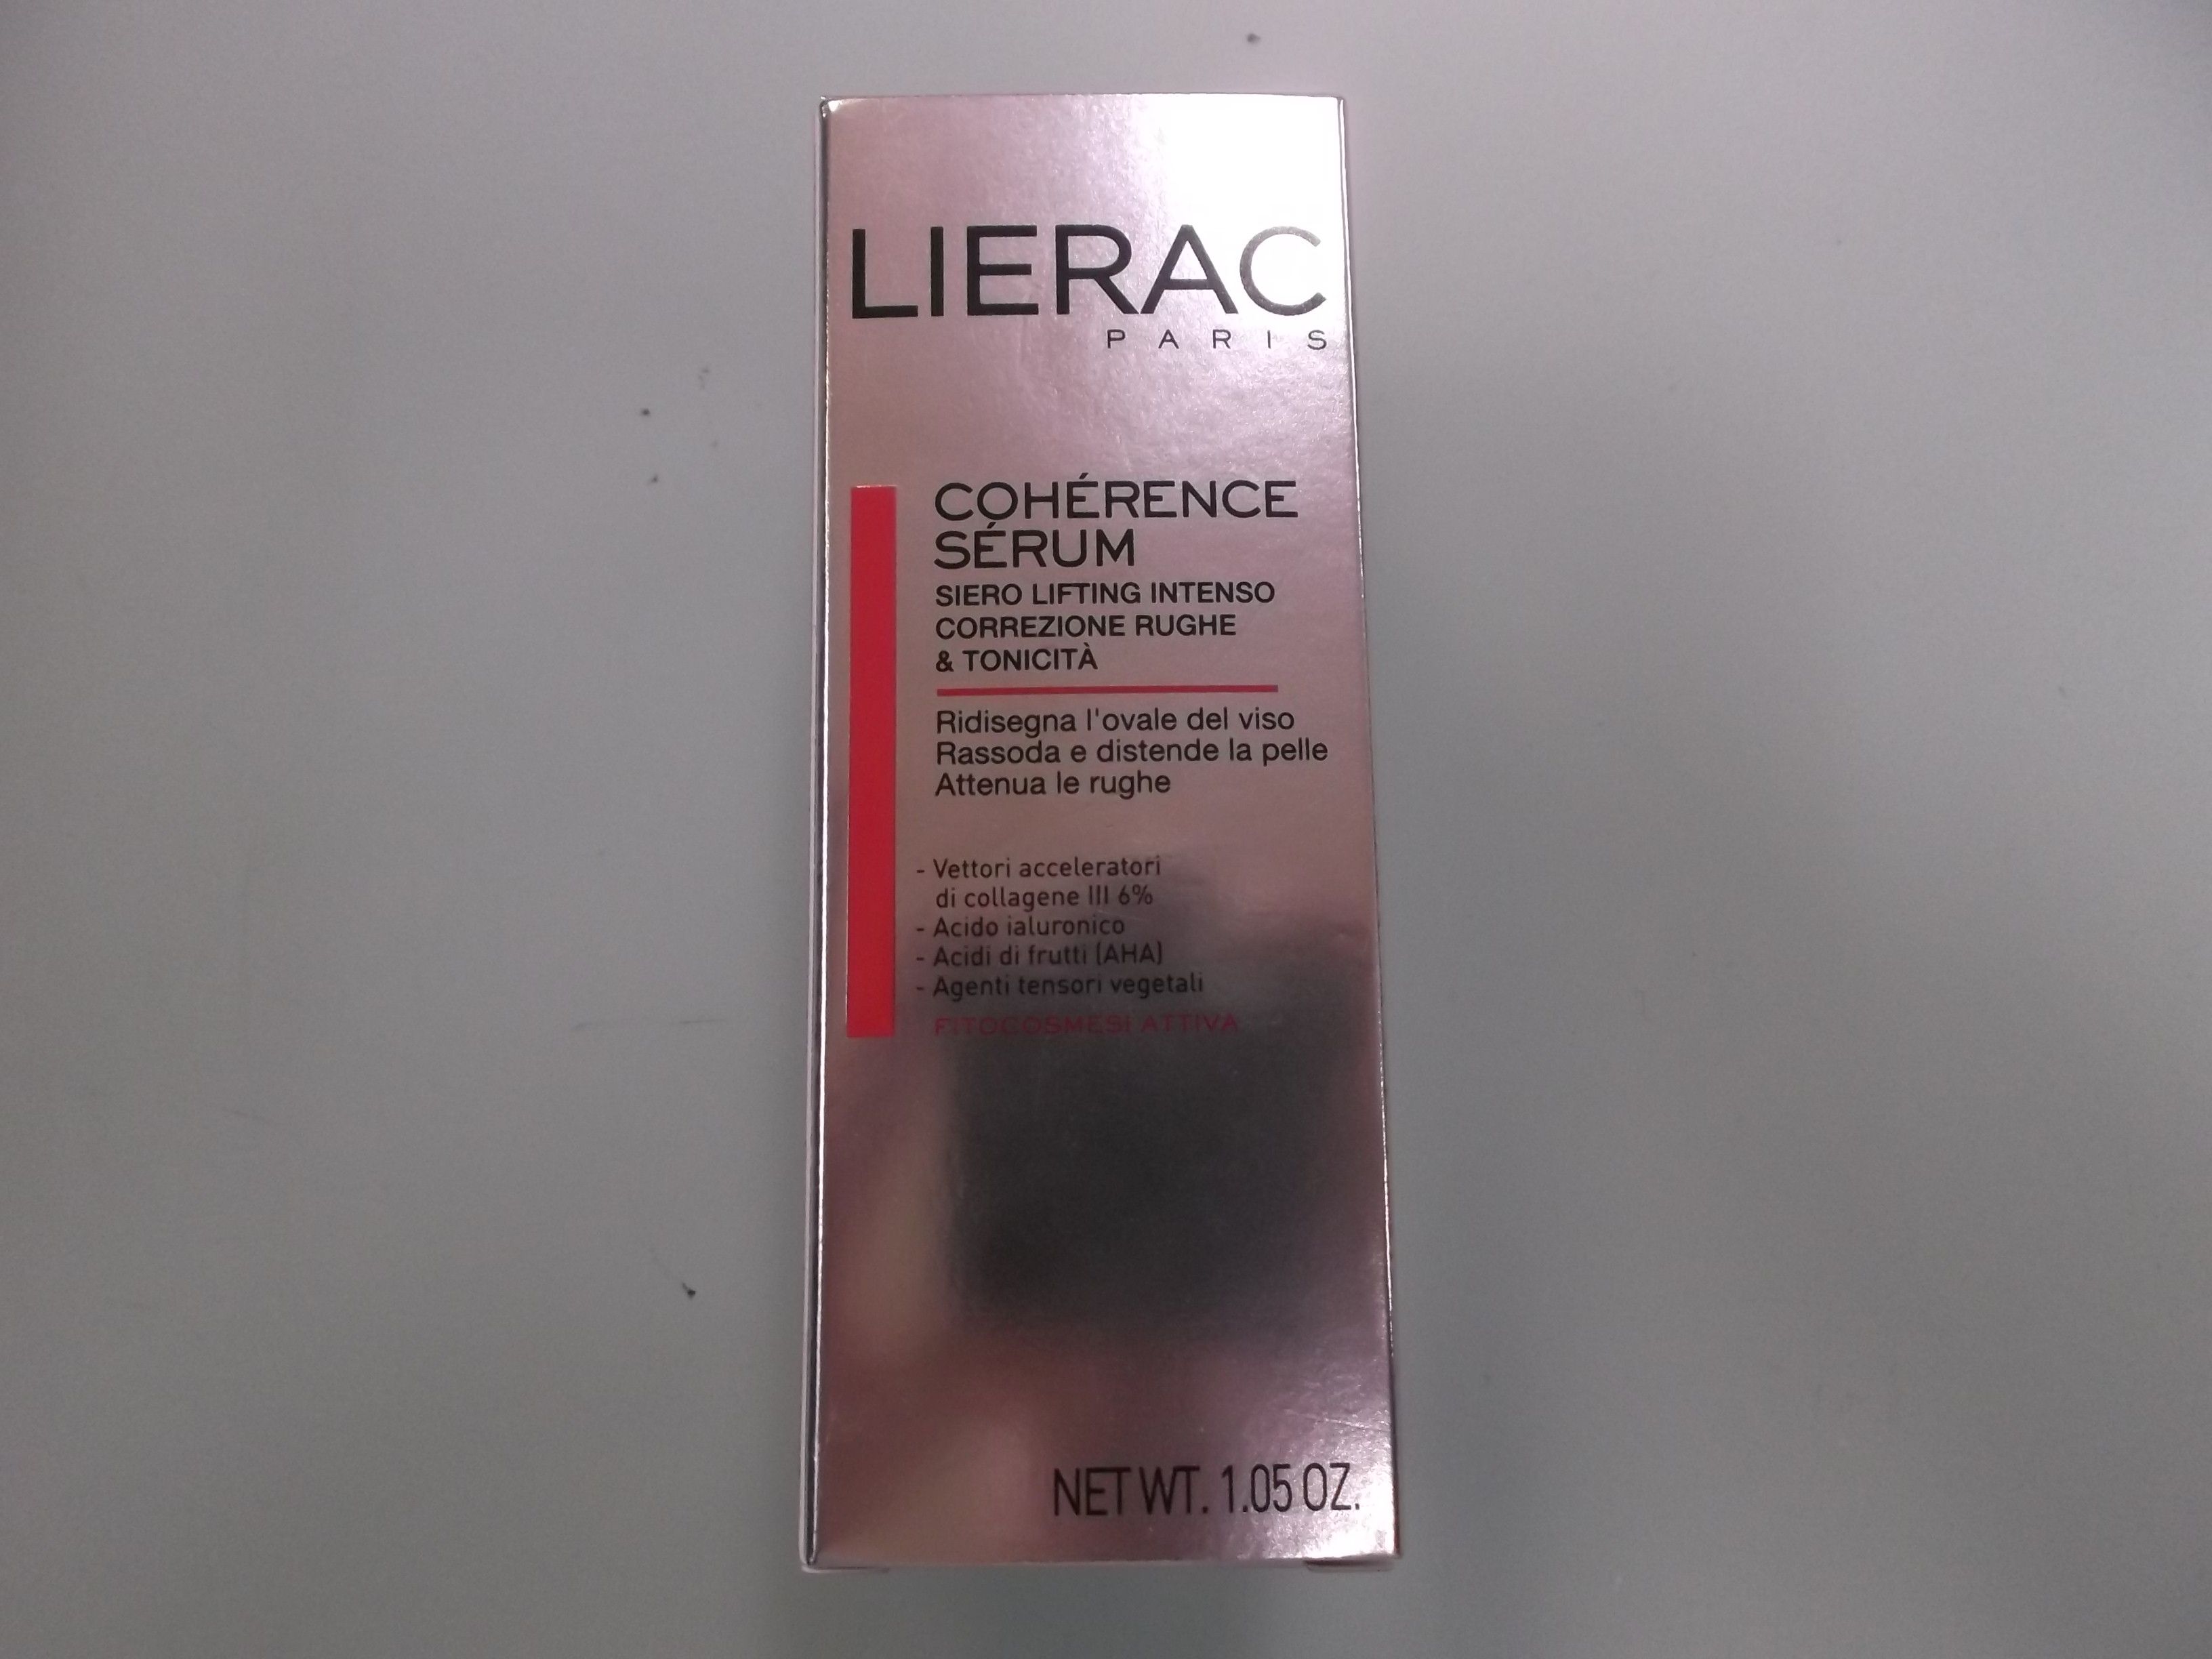 LIERAC
PARIS
COHÉRENCE
SÉRUM
SIERO LIFTING INTENSO
CORREZIONE RUGHE
& TONICITÀ
Ridisegna l'ovale del viso
Rassoda e distende la pelle
Attenua le rughe
- Vettori acceleratori
di collagene III 6%
- Acido ialuronico
- Acidi di frutti (AHA)
- Agenti tensori vegetali
FITOCOSMESI ATTIVA
NET WT. 1.05 OZ.